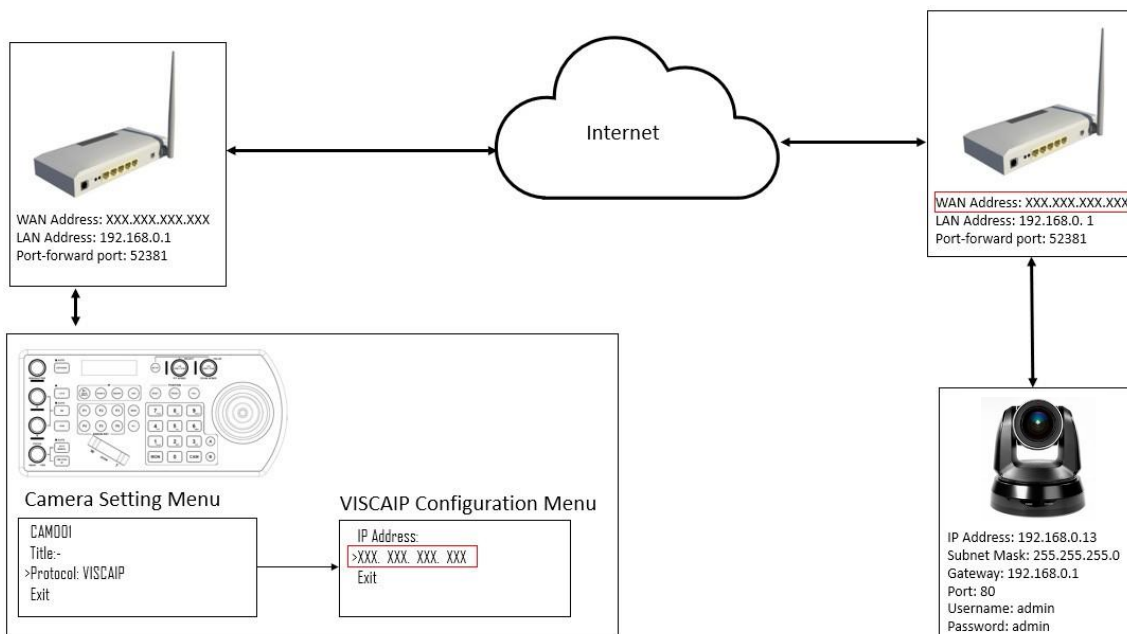 WAN Address: XXX.XXX.XXX.XXX
LAN Address: 192.168.0.1
Port-forward port: 52381
Internet
WAN Address: XXX.XXX.XXX.XXX
LAN Address: 192.168.0. 1
Port-forward port: 52381
Camera Setting Menu
CAM001
Title:-
>Protocol: VISCAIP
Exit
VISCAIP Configuration Menu
IP Address:
>XXX. XXX. XXX. XXX
Exit
IP Address: 192.168.0.13
Subnet Mask: 255.255.255.0
Gateway: 192.168.0.1
Port: 80
Username: admin
Password: admin